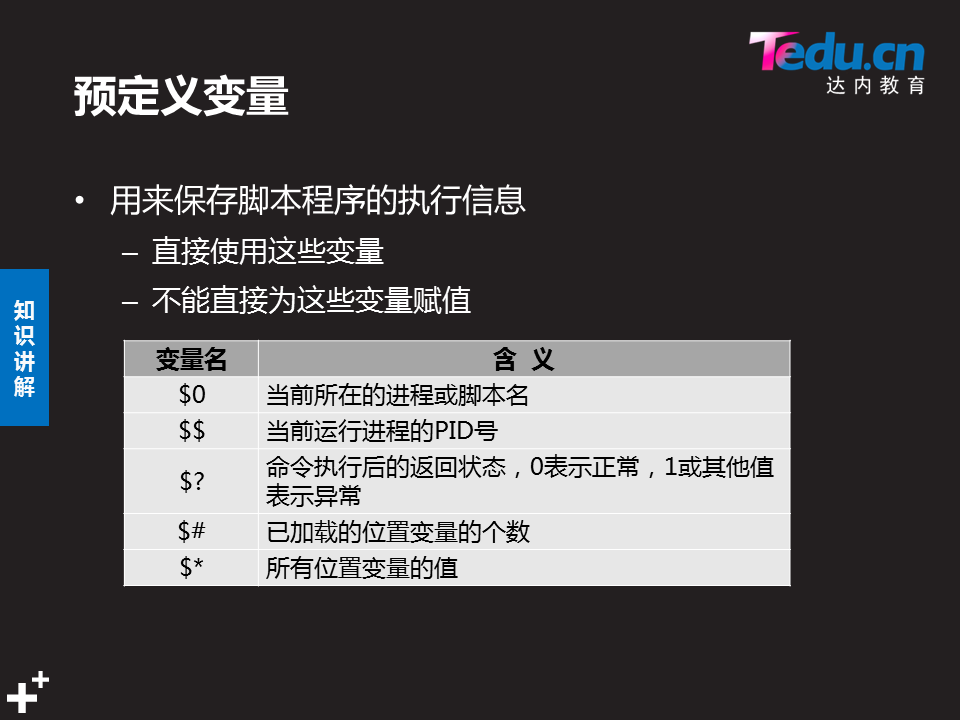 Tedu.cn
达内教育
预定义变量
• 用来保存脚本程序的执行信息
– 直接使用这些变量
– 不能直接为这些变量赋值
知
识
讲
解
变量名 含 义
$0 当前所在的进程或脚本名
$$ 当前运行进程的PID号
$? 命令执行后的返回状态，0表示正常，1或其他值
表示异常
$# 已加载的位置变量的个数
$* 所有位置变量的值